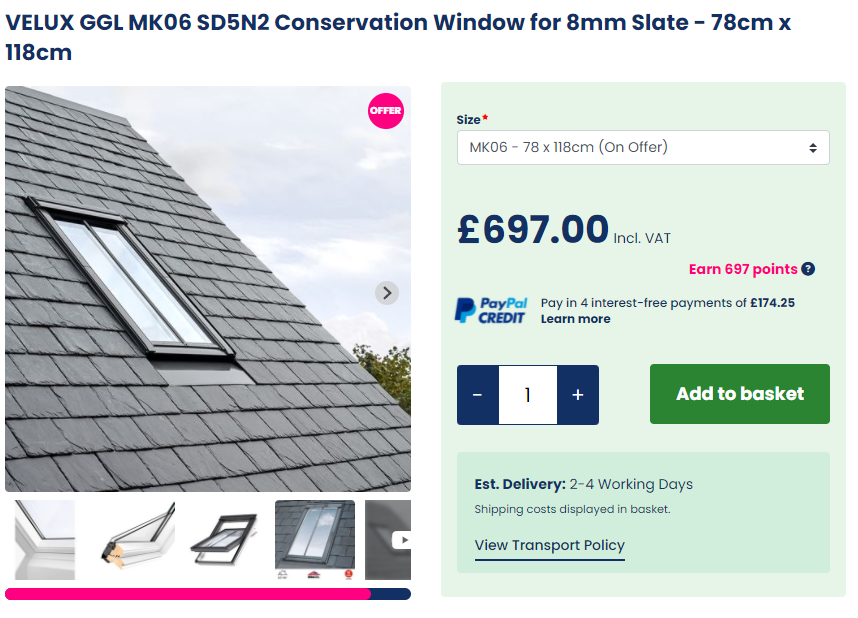 VELUX GGL MK06 SD5N2 Conservation Window for 8mm Slate - 78cm x
118cm
OFFER
Size*
MK06 - 78 x 118cm (On Offer)
£697.00 Incl. VAT
Earn 697 points ?
PayPal
CREDIT
Pay in 4 interest-free payments of £174.25
Learn more
- 1 +
Add to basket
Est. Delivery: 2-4 Working Days
Shipping costs displayed in basket.
View Transport Policy